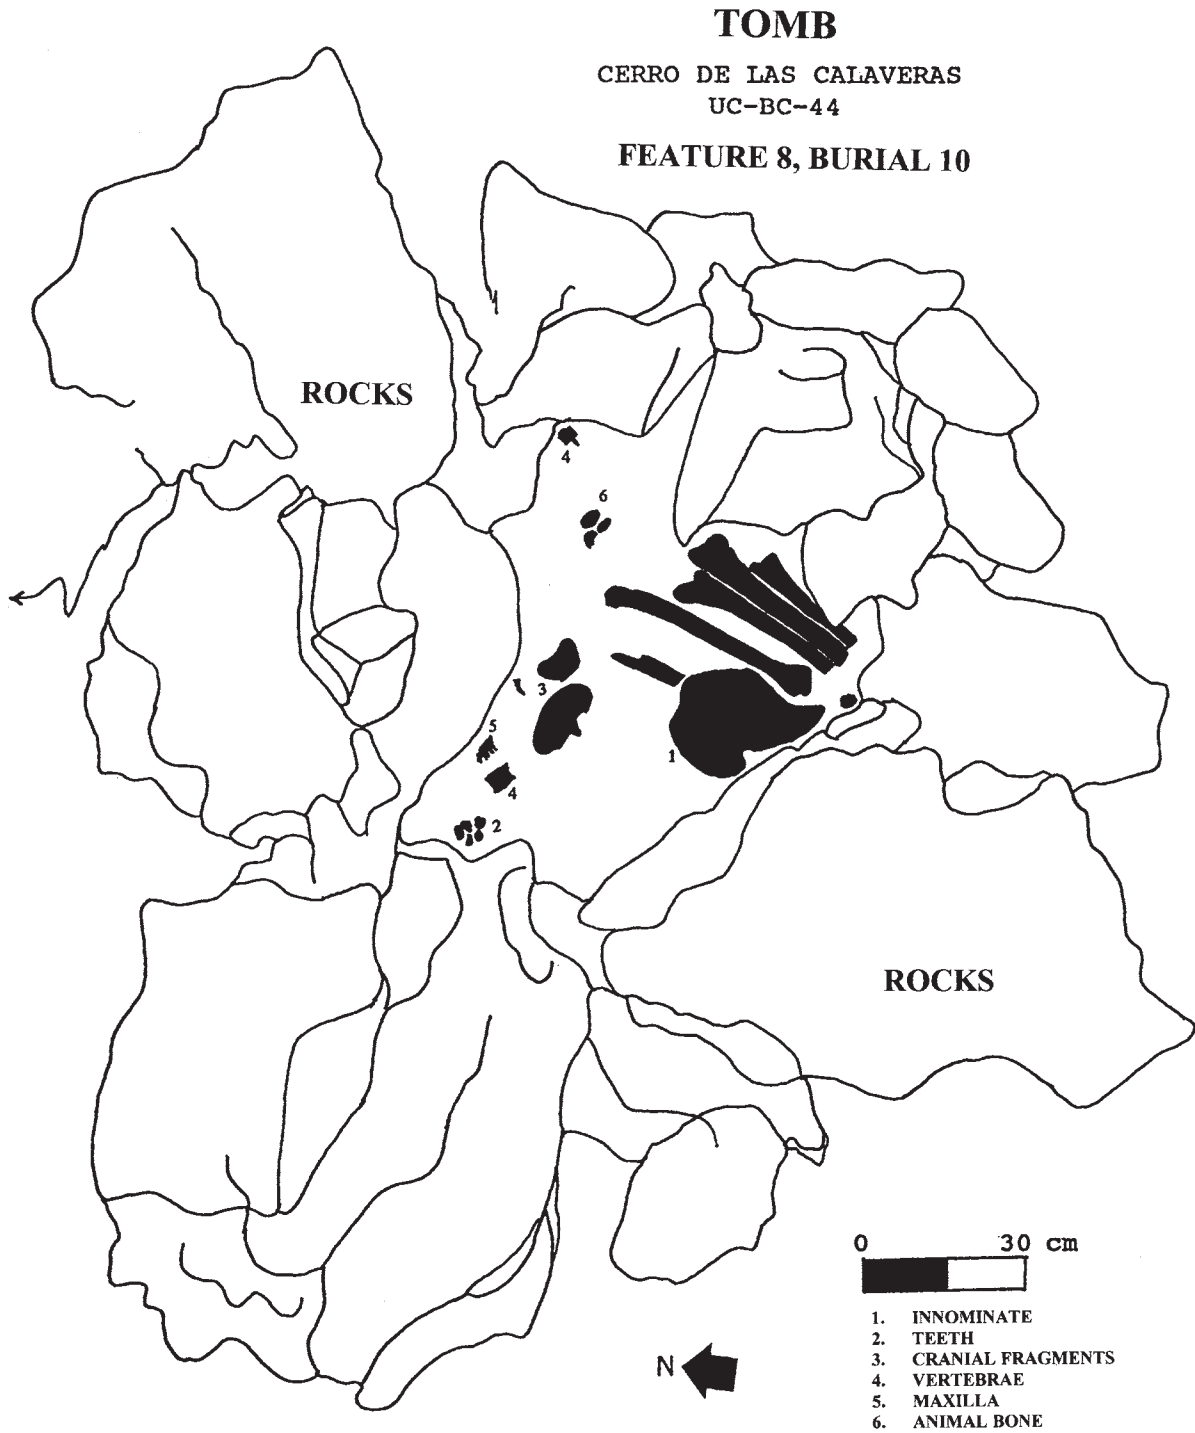 TOMB
CERRO DE LAS CALAVERAS
UC-BC-44
FEATURE 8, BURIAL 10
ROCKS
4
6
3
5
1
4
2
ROCKS
0 30 cm
N
1. INNOMINATE
2. TEETH
3. CRANIAL FRAGMENTS
4. VERTEBRAE
5. MAXILLA
6. ANIMAL BONE